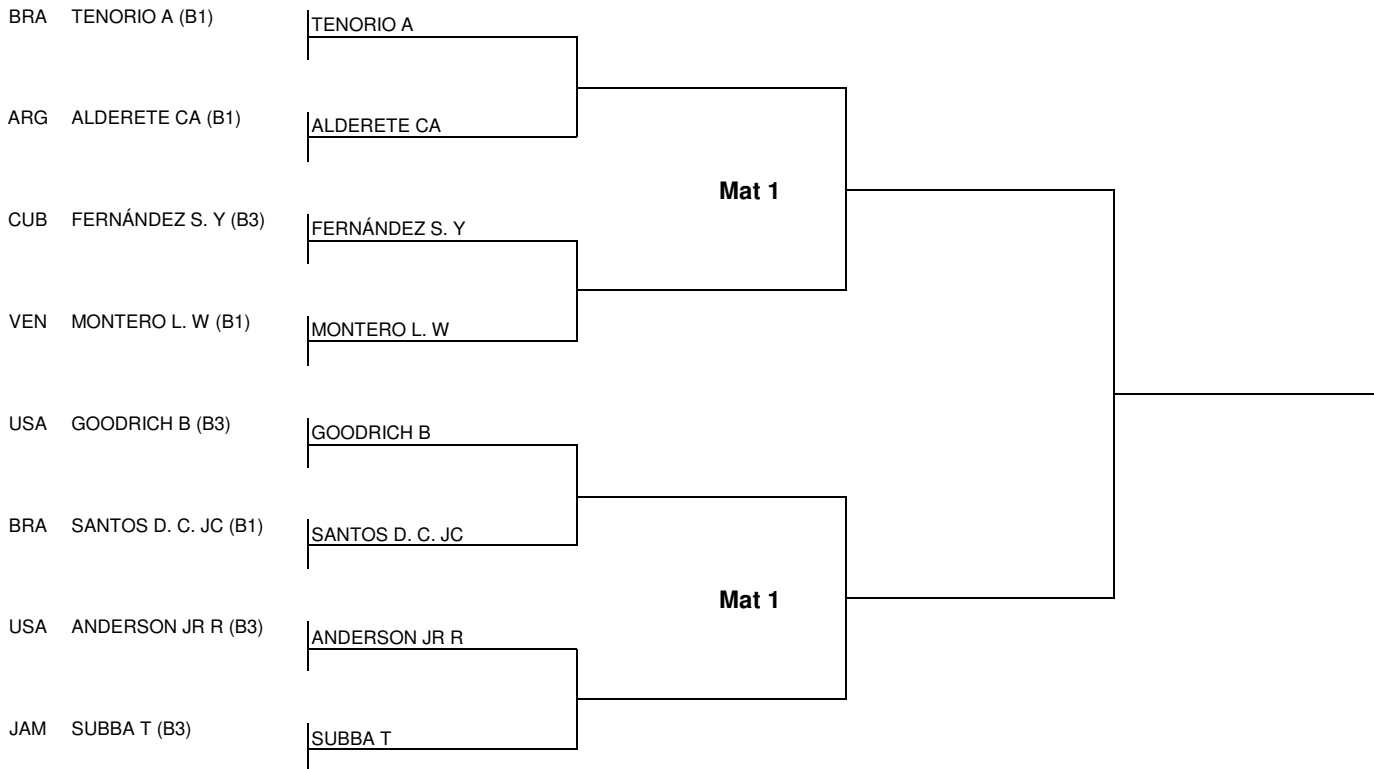 BRA TENORIO A (B1) TENORIO A
ARG ALDERETE CA (B1) ALDERETE CA
Mat 1
CUB FERNÁNDEZ S. Y (B3) FERNÁNDEZ S. Y
VEN MONTERO L. W (B1) MONTERO L. W
USA GOODRICH B (B3) GOODRICH B
BRA SANTOS D. C. JC (B1) SANTOS D. C. JC
Mat 1
USA ANDERSON JR R (B3) ANDERSON JR R
JAM SUBBA T (B3) SUBBA T